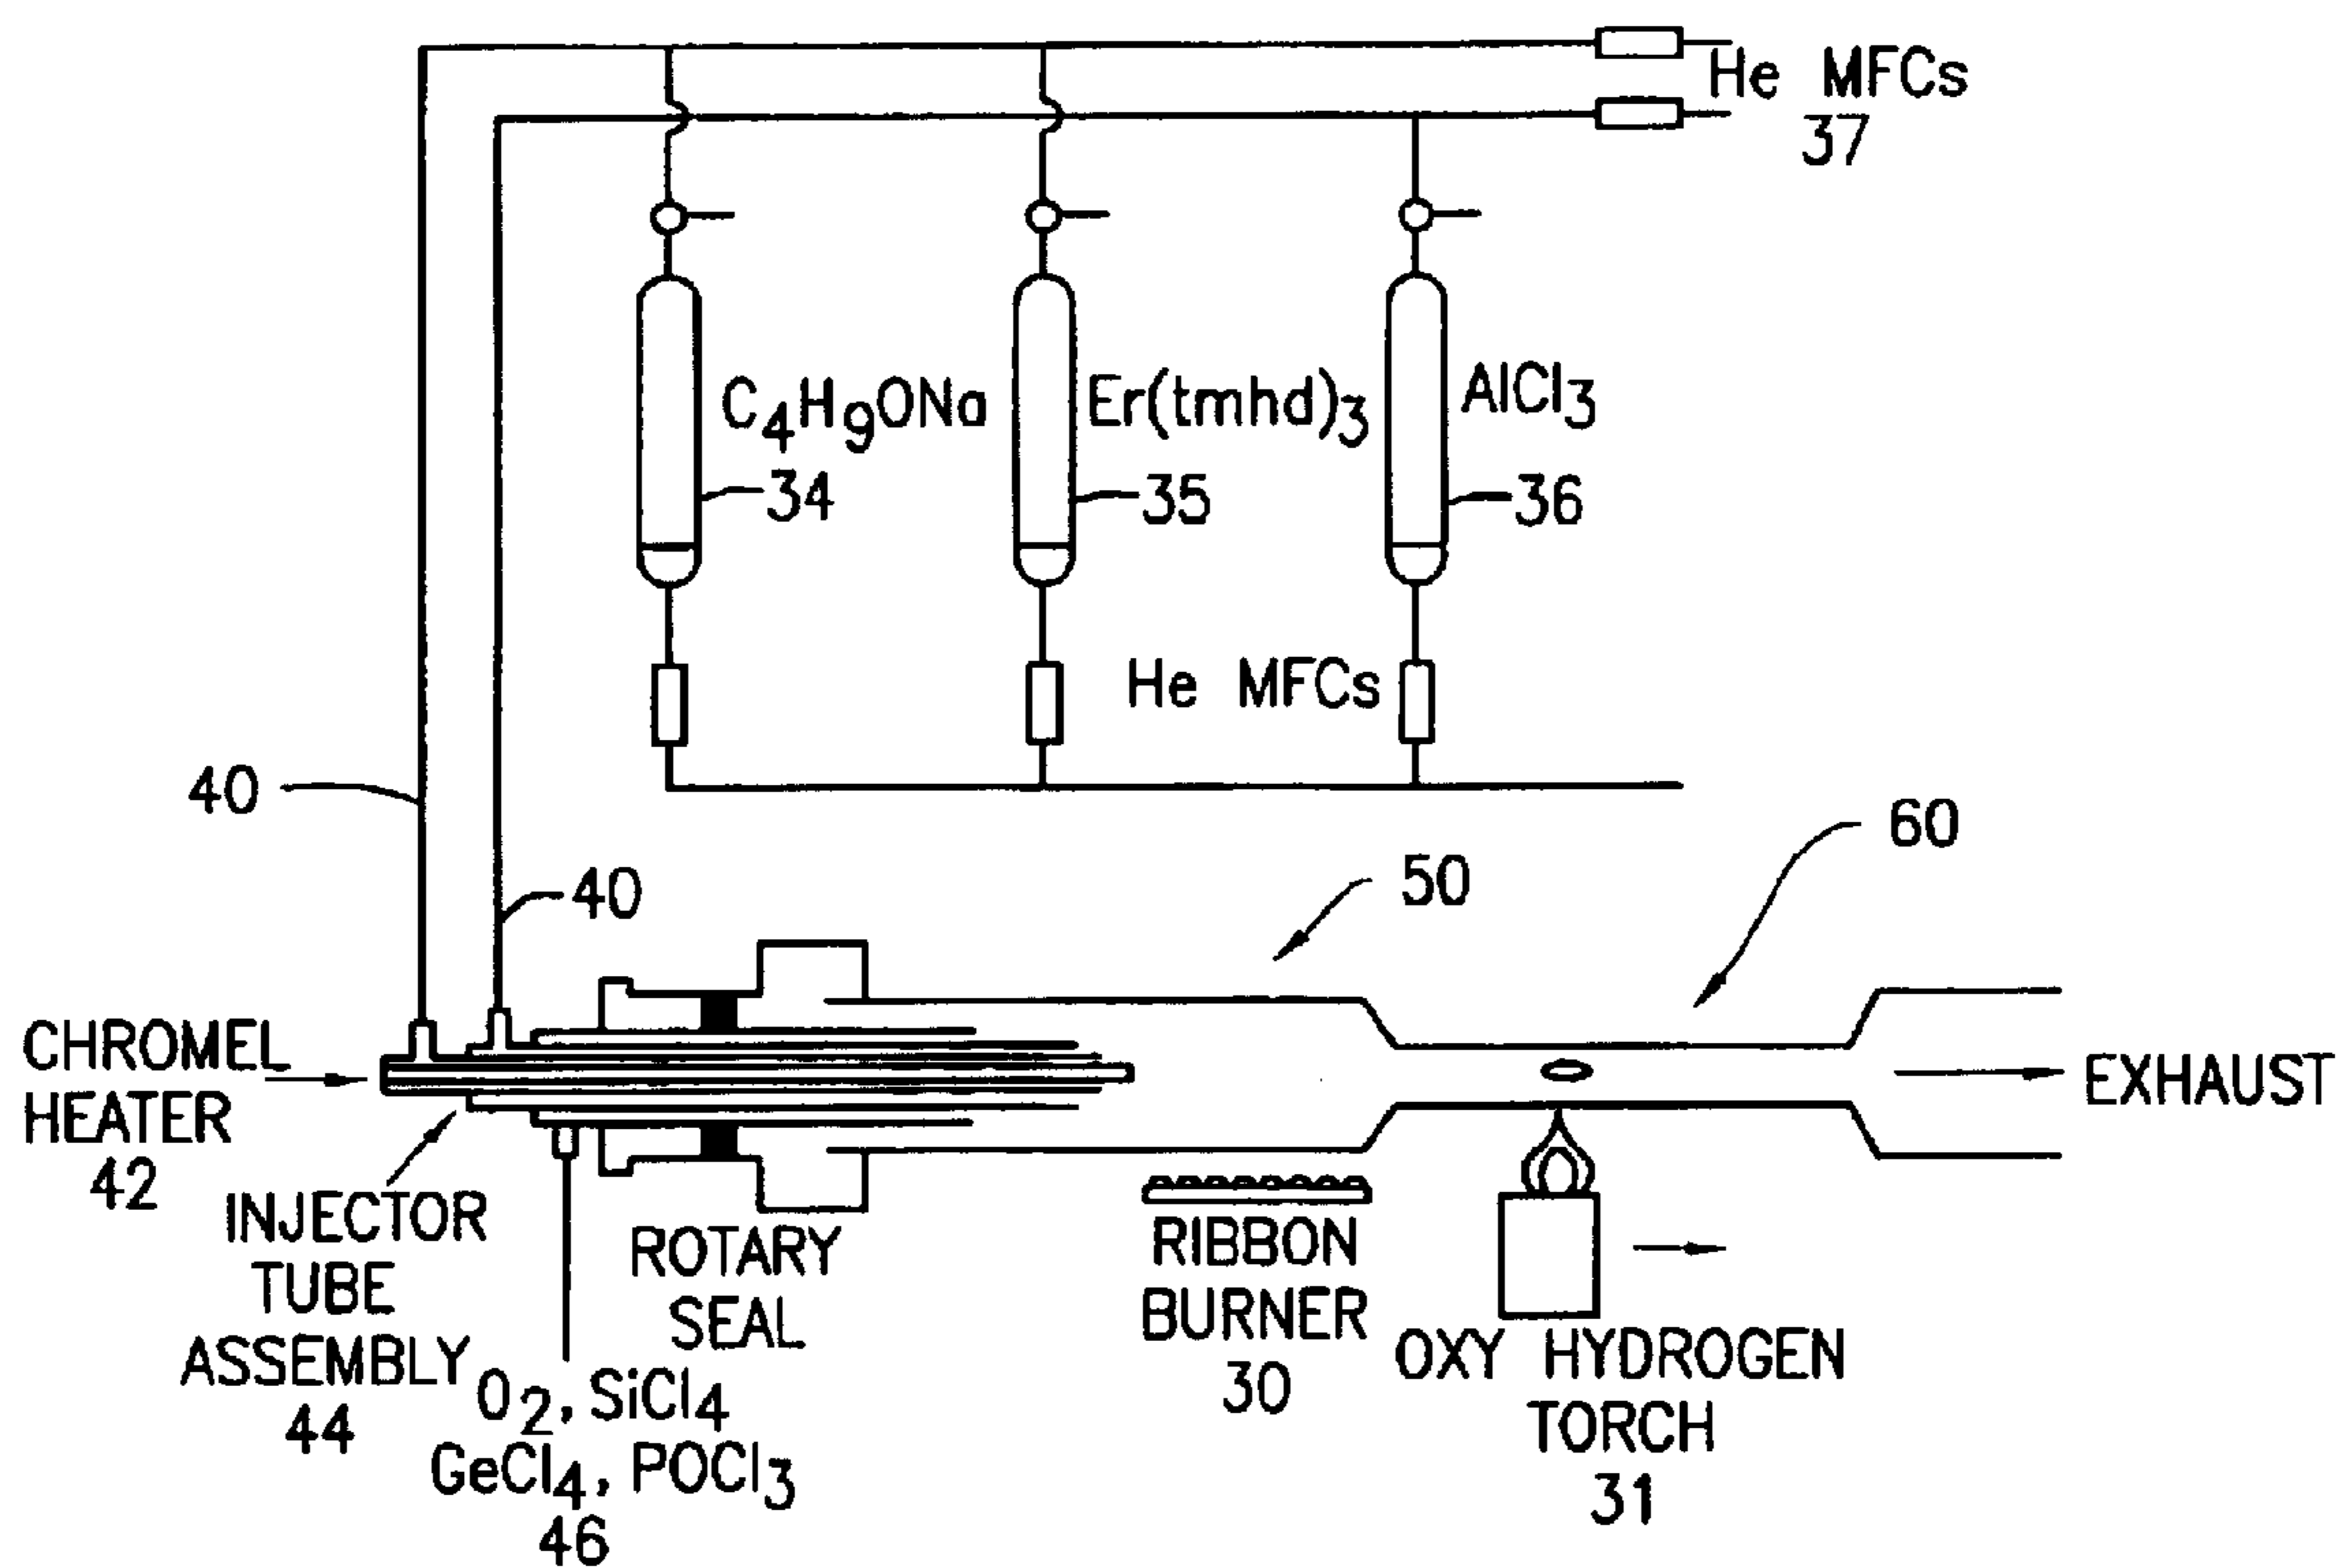 He MFCs
37
C4H9ONa
34
Er(tmhd)3
35
AlCl3
36
He MFCs
40
40
50
60
CHROMEL
HEATER
42
INJECTOR
TUBE
ASSEMBLY
44
O2, SiCl4
GeCl4, POCl3
46
ROTARY
SEAL
RIBBON
BURNER
30
OXY HYDROGEN
TORCH
31
EXHAUST